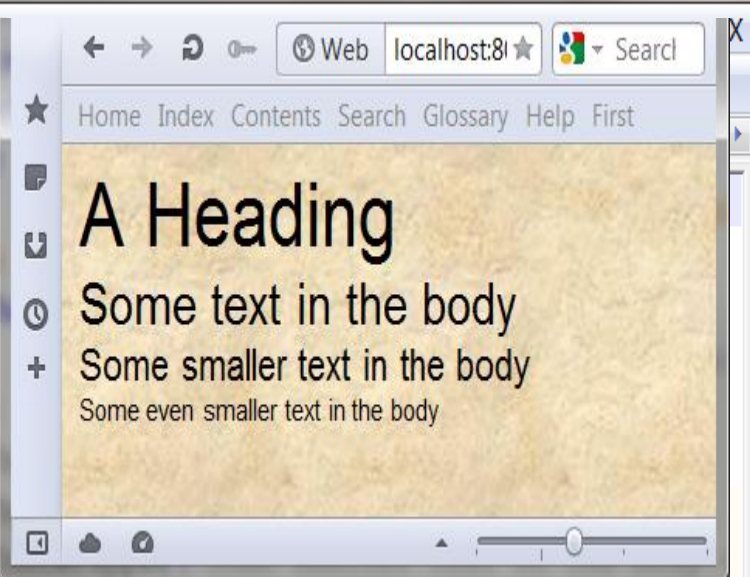 Web localhost:8 Search
Home Index Contents Search Glossary Help First
A Heading
Some text in the body
Some smaller text in the body
Some even smaller text in the body